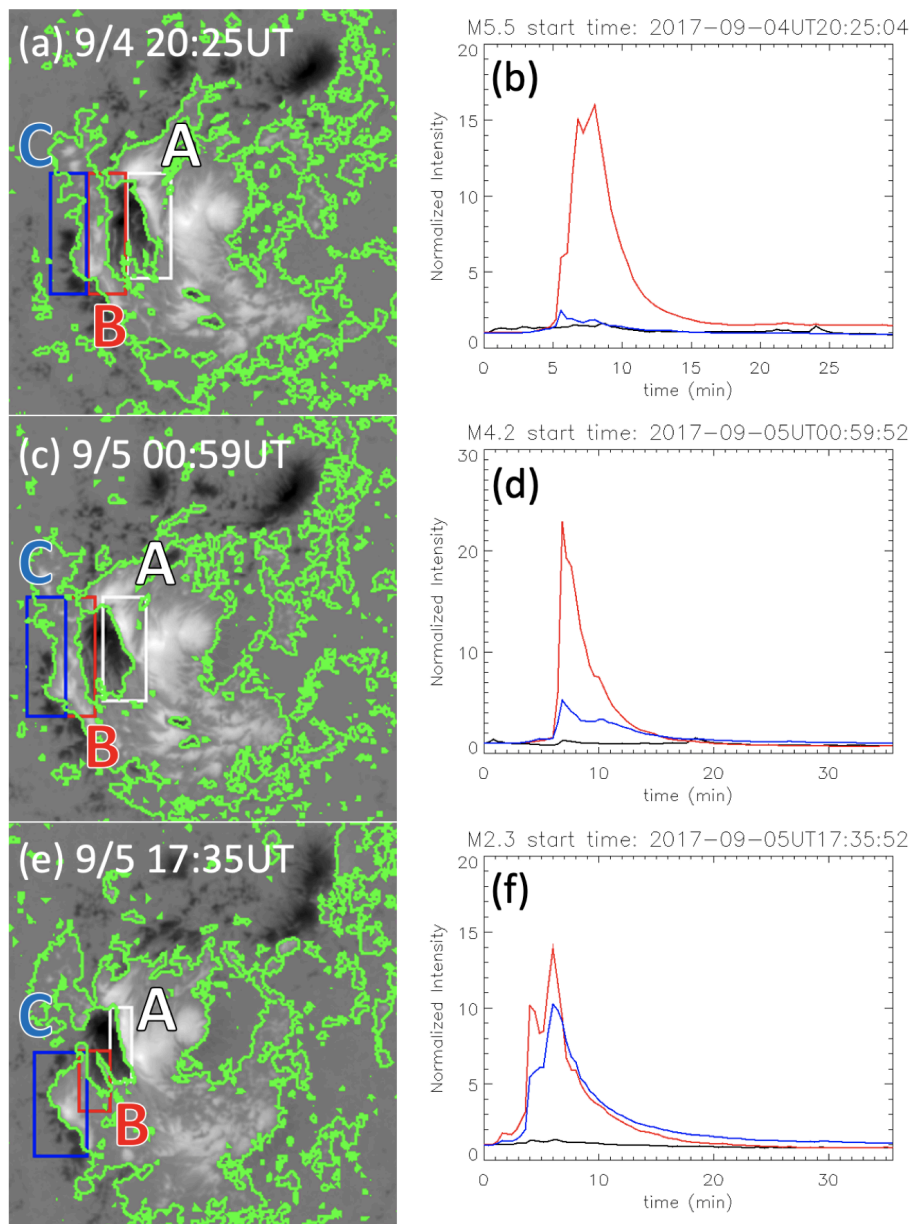 (a) 9/4 20:25UT
C
A
B
M5.5 start time: 2017-09-04UT20:25:04
(b)
Normalized Intensity
20
15
10
5
0
0 5 10 15 20 25
time (min)
(c) 9/5 00:59UT
C
A
B
M4.2 start time: 2017-09-05UT00:59:52
(d)
Normalized Intensity
30
20
10
0
0 10 20 30
time (min)
(e) 9/5 17:35UT
C
A
B
M2.3 start time: 2017-09-05UT17:35:52
(f)
Normalized Intensity
20
15
10
5
0
0 10 20 30
time (min)